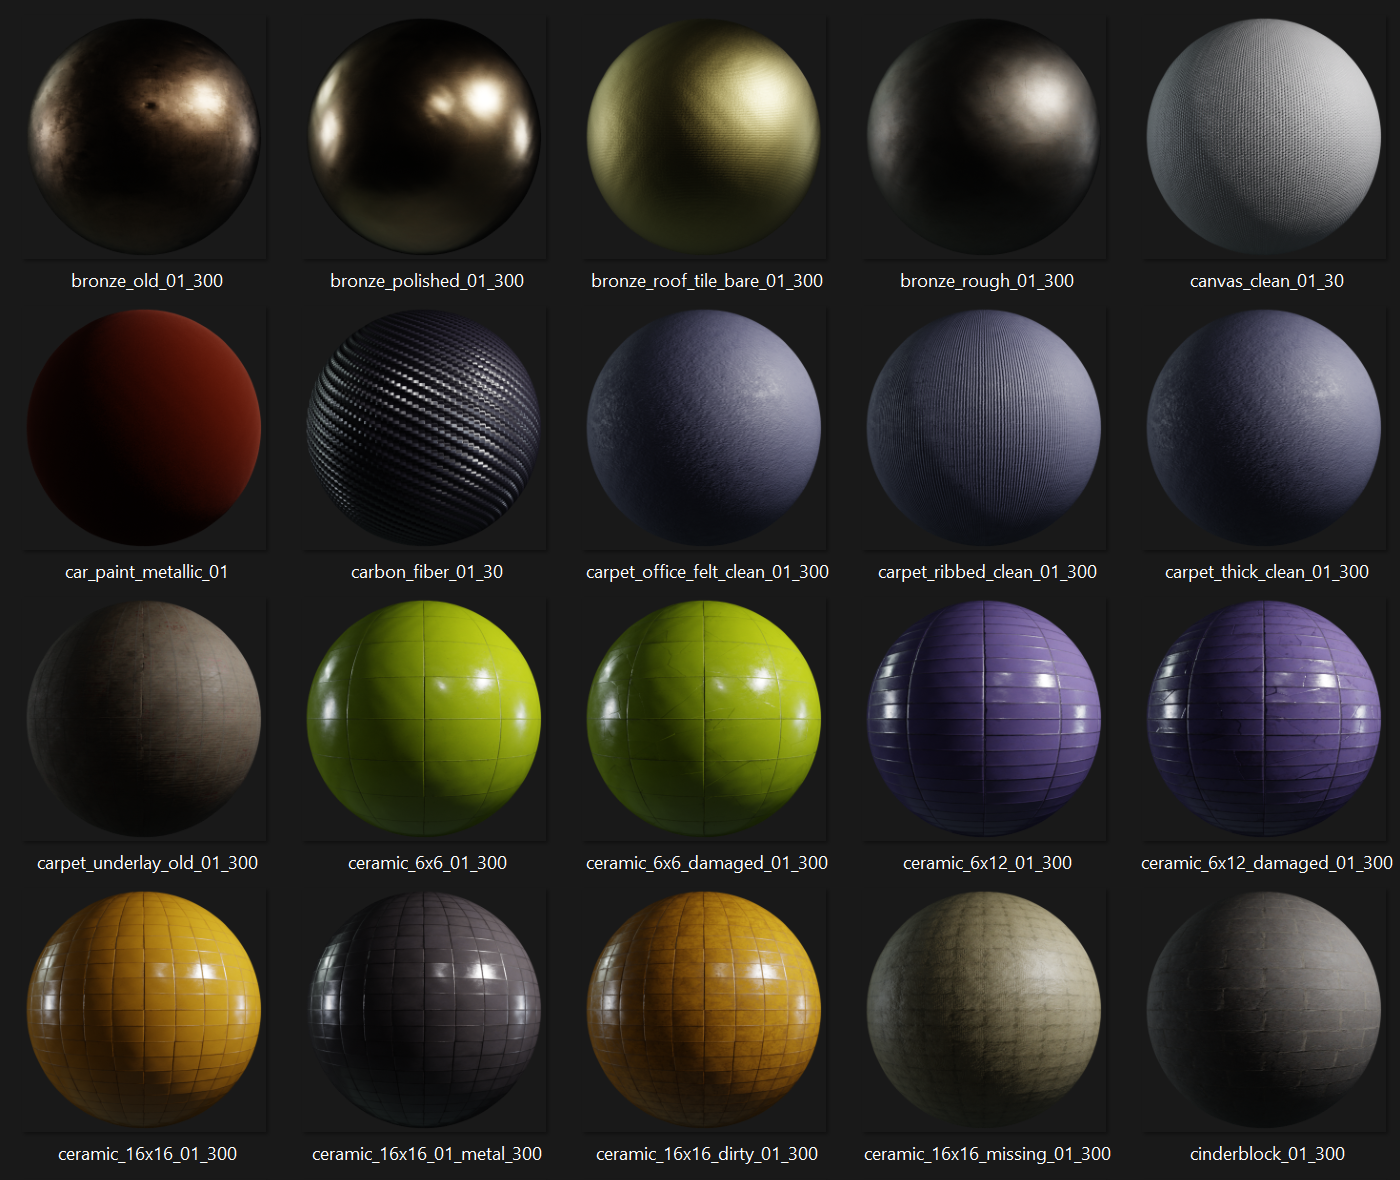 bronze_old_01_300
bronze_polished_01_300
bronze_roof_tile_bare_01_300
bronze_rough_01_300
canvas_clean_01_30
car_paint_metallic_01
carbon_fiber_01_30
carpet_office_felt_clean_01_300
carpet_ribbed_clean_01_300
carpet_thick_clean_01_300
carpet_underlay_old_01_300
ceramic_6x6_01_300
ceramic_6x6_damaged_01_300
ceramic_6x12_01_300
ceramic_6x12_damaged_01_300
ceramic_16x16_01_300
ceramic_16x16_01_metal_300
ceramic_16x16_dirty_01_300
ceramic_16x16_missing_01_300
cinderblock_01_300